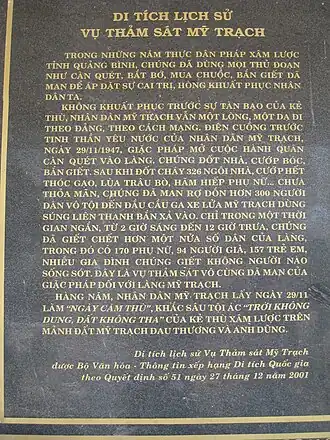 DI TÍCH LỊCH SỬ
VỤ THẢM SÁT MỸ TRẠCH
TRONG NHỮNG NĂM THỰC DÂN PHÁP XÂM LƯỢC
TỈNH QUẢNG BÌNH, CHÚNG ĐÃ DÙNG MỌI THỦ ĐOẠN
NHƯ CÀN QUÉT, BẮT BỚ, MUA CHUỘC, BẮN GIẾT DÃ
MAN ĐỂ ÁP ĐẶT SỰ CAI TRỊ, HÒNG KHUẤT PHỤC NHÂN
DÂN TA.
KHÔNG KHUẤT PHỤC TRƯỚC SỰ TÀN BẠO CỦA KẺ
THÙ, NHÂN DÂN MỸ TRẠCH VẪN MỘT LÒNG, MỘT DẠ ĐI
THEO ĐẢNG, THEO CÁCH MẠNG. ĐIÊN CUỒNG TRƯỚC
TINH THẦN YÊU NƯỚC CỦA NHÂN DÂN MỸ TRẠCH,
NGÀY 29/11/1947, GIẶC PHÁP MỞ CUỘC HÀNH QUÂN
CÀN QUÉT VÀO LÀNG. CHÚNG ĐỐT NHÀ, CƯỚP BÓC,
BẮN GIẾT. SAU KHI ĐỐT CHÁY 326 NGÔI NHÀ, CƯỚP HẾT
THÓC GẠO, LÙA TRÂU BÒ, HÃM HIẾP PHỤ NỮ... CHƯA
THỎA MÃN, CHÚNG DÃ MAN DỒN HƠN 300 NGƯỜI
DÂN VÔ TỘI ĐẾN ĐẦU CẦU GA XE LỬA MỸ TRẠCH DÙNG
SÚNG LIÊN THANH BẮN XẢ VÀO. CHỈ TRONG MỘT THỜI
GIAN NGẮN, TỪ 2 GIỜ SÁNG ĐẾN 12 GIỜ TRƯA, CHÚNG
ĐÃ GIẾT CHẾT HƠN MỘT NỬA SỐ DÂN CỦA LÀNG,
TRONG ĐÓ CÓ 170 PHỤ NỮ, 94 NGƯỜI GIÀ, 157 TRẺ EM,
NHIỀU GIA ĐÌNH CHÚNG GIẾT KHÔNG NGƯỜI NÀO
SỐNG SÓT. ĐÂY LÀ VỤ THẢM SÁT VÔ CÙNG DÃ MAN CỦA
GIẶC PHÁP ĐỐI VỚI LÀNG MỸ TRẠCH.
HÀNG NĂM, NHÂN DÂN MỸ TRẠCH LẤY NGÀY 29/11
LÀM "NGÀY CĂM THÙ", KHẮC SÂU TỘI ÁC "TRỜI KHÔNG
DUNG, ĐẤT KHÔNG THA" CỦA KẺ THÙ XÂM LƯỢC TRÊN
MẢNH ĐẤT MỸ TRẠCH ĐAU THƯƠNG VÀ ANH DŨNG.
Di tích lịch sử Vụ Thảm sát Mỹ Trạch
được Bộ Văn hóa - Thông tin xếp hạng Di tích Quốc gia
theo Quyết định số 51 ngày 27 tháng 12 năm 2001